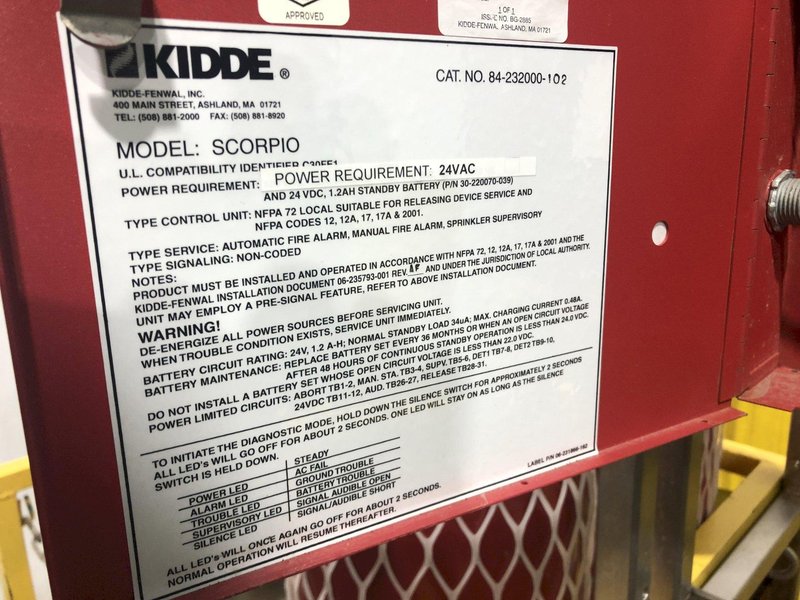 APPROVED
1 OF 1
ISSUE NO. BG-2885
KIDDE-FENWAL, ASHLAND, MA 01721
KIDDE®
CAT. NO. 84-232000-102
KIDDE-FENWAL, INC.
400 MAIN STREET, ASHLAND, MA 01721
TEL: (508) 881-2000 FAX: (508) 881-8920
MODEL: SCORPIO
U.L. COMPATIBILITY IDENTIFIER
POWER REQUIREMENT: POWER REQUIREMENT: 24VAC
AND 24 VDC, 1.2AH STANDBY BATTERY (P/N 30-220070-039)
TYPE CONTROL UNIT: NFPA 72 LOCAL SUITABLE FOR RELEASING DEVICE SERVICE AND
NFPA CODES 12, 12A, 17, 17A & 2001.
TYPE SERVICE: AUTOMATIC FIRE ALARM, MANUAL FIRE ALARM, SPRINKLER SUPERVISORY
TYPE SIGNALING: NON-CODED
NOTES:
PRODUCT MUST BE INSTALLED AND OPERATED IN ACCORDANCE WITH NFPA 72, 12, 12A, 17, 17A & 2001 AND THE
KIDDE-FENWAL INSTALLATION DOCUMENT 06-235793-001 REV. AND UNDER THE JURISDICTION OF LOCAL AUTHORITY.
UNIT MAY EMPLOY A PRE-SIGNAL FEATURE, REFER TO ABOVE INSTALLATION DOCUMENT.
WARNING!
DE-ENERGIZE ALL POWER SOURCES BEFORE SERVICING UNIT.
WHEN TROUBLE CONDITION EXISTS, SERVICE UNIT IMMEDIATELY.
BATTERY CIRCUIT RATING: 24V, 1.2 A-H; NORMAL STANDBY LOAD 34uA; MAX. CHARGING CURRENT 0.48A.
BATTERY MAINTENANCE: REPLACE BATTERY SET EVERY 36 MONTHS OR WHEN AN OPEN CIRCUIT VOLTAGE
AFTER 48 HOURS OF CONTINUOUS STANDBY OPERATION IS LESS THAN 24.0 VDC.
DO NOT INSTALL A BATTERY SET WHOSE OPEN CIRCUIT VOLTAGE IS LESS THAN 22.0 VDC.
POWER LIMITED CIRCUITS: ABORT TB1-2, MAN. STA. TB3-4, SUPV. TB5-6, DET1 TB7-8, DET2 TB9-10,
24VDC TB11-12, AUD. TB26-27, RELEASE TB28-31.
TO INITIATE THE DIAGNOSTIC MODE, HOLD DOWN THE SILENCE SWITCH FOR APPROXIMATELY 2 SECONDS
ALL LED's WILL GO OFF FOR ABOUT 2 SECONDS. ONE LED WILL STAY ON AS LONG AS THE SILENCE
SWITCH IS HELD DOWN.
STEADY
POWER LED AC FAIL
ALARM LED GROUND TROUBLE
TROUBLE LED BATTERY TROUBLE
SUPERVISORY LED SIGNAL AUDIBLE OPEN
SILENCE LED SIGNAL AUDIBLE/SHORT
ALL LED's WILL ONCE AGAIN GO OFF FOR ABOUT 2 SECONDS.
NORMAL OPERATION WILL RESUME THEREAFTER.
LABEL P/N 06-231866-162